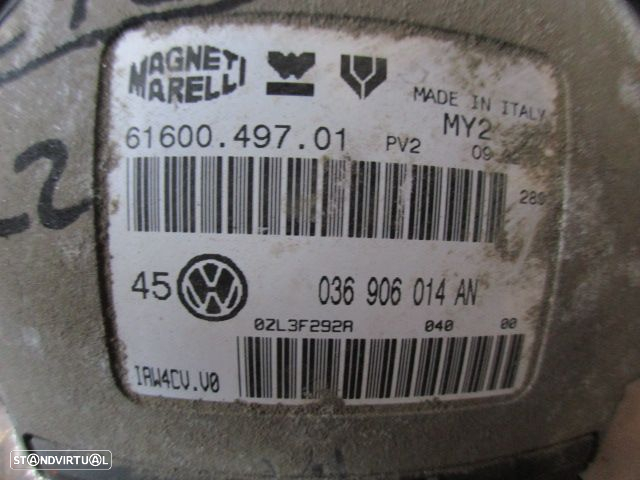 MAGNETI
MARELLI
MADE IN ITALY
61600.497.01
PV2
MY2
09
289
45
036 906 014 AN
0ZL3F292A
040
00
IAW4CV.V0
STANDVIRTUAL